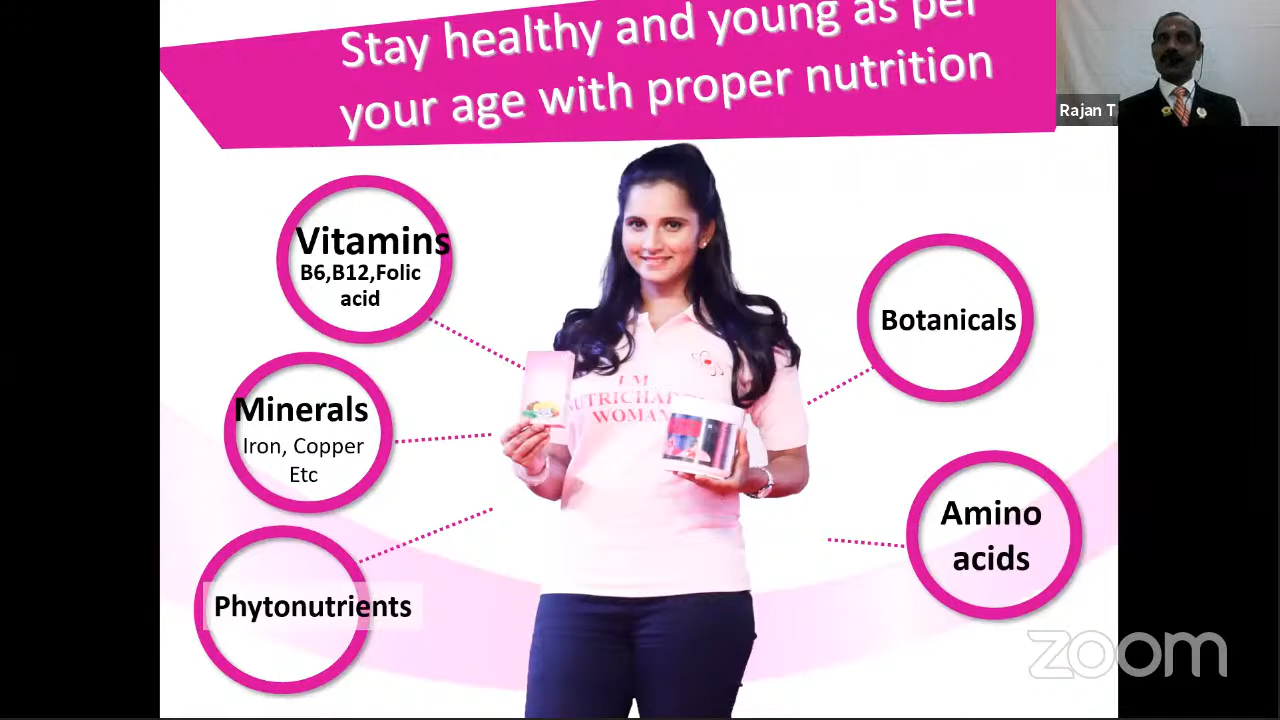 Stay healthy and young as per
your age with proper nutrition
Rajan T
Vitamins
B6,B12,Folic
acid
Botanicals
Minerals
Iron, Copper
Etc
I M
WOMAN
Amino
acids
Phytonutrients
zoom